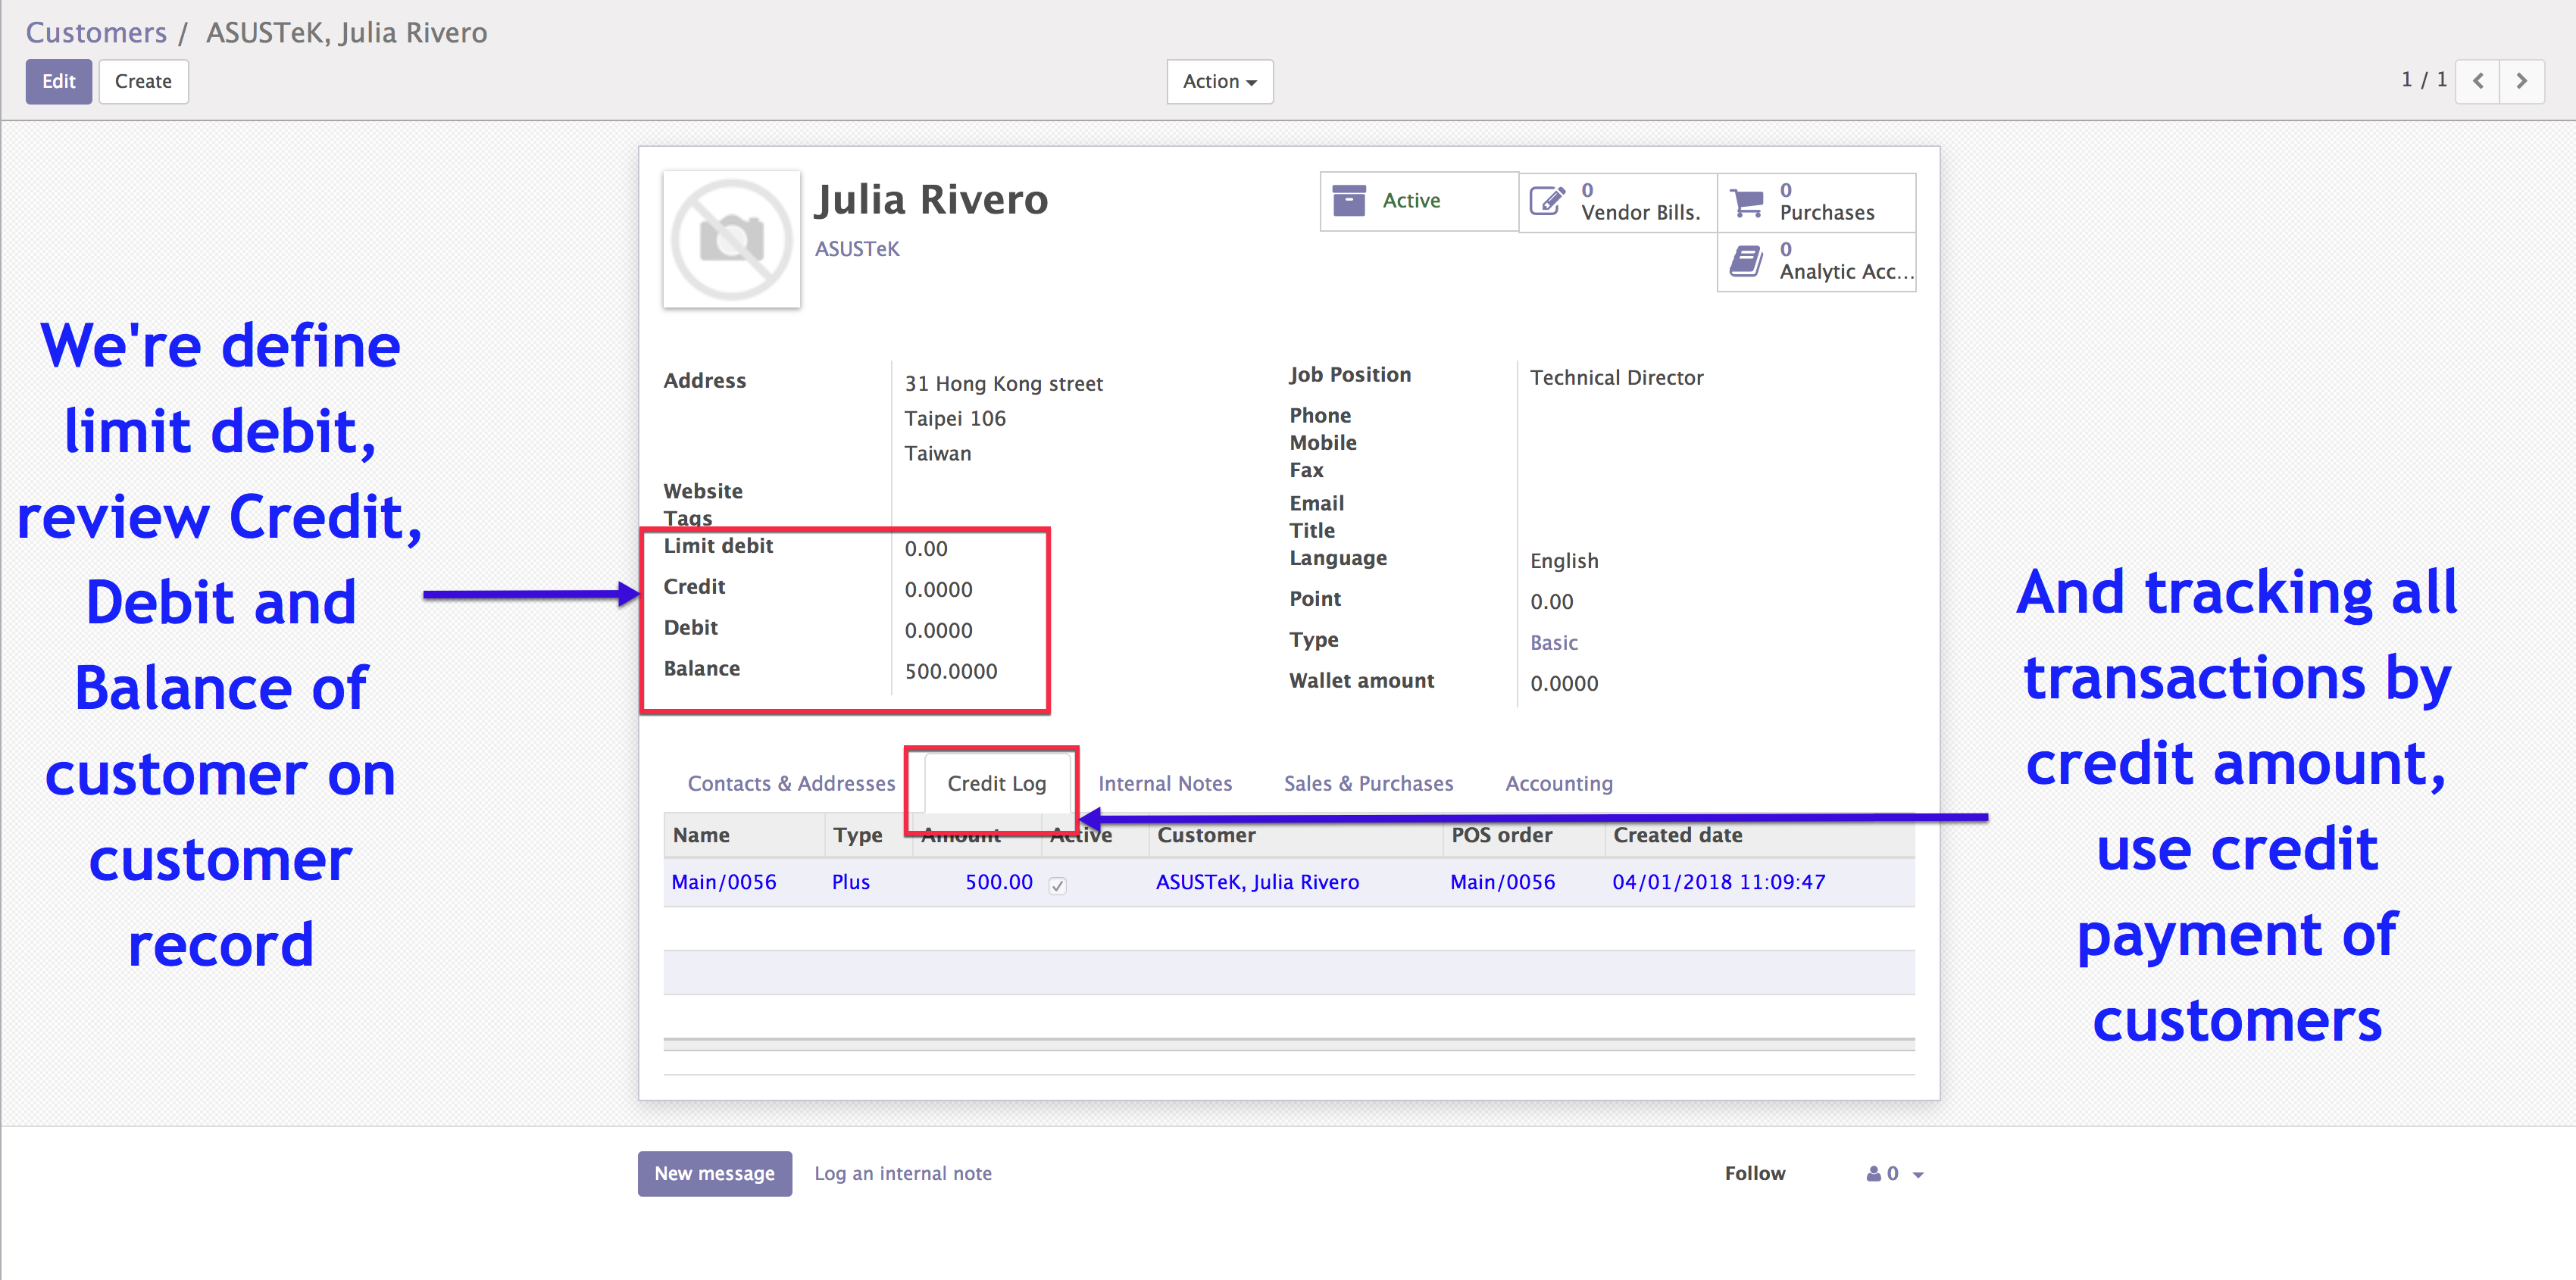 Customers / ASUSTeK, Julia Rivero
Edit Create Action 1 / 1
Julia Rivero
ASUSTeK
Active
0 Vendor Bills.
0 Purchases
0 Analytic Acc...
We're define
limit debit,
review Credit,
Debit and
Balance of
customer on
customer
record
Address 31 Hong Kong street
Taipei 106
Taiwan
Website
Tags
Limit debit 0.00
Credit 0.0000
Debit 0.0000
Balance 500.0000
Job Position Technical Director
Phone
Mobile
Fax
Email
Title
Language English
Point 0.00
Type Basic
Wallet amount 0.0000
And tracking all
transactions by
credit amount,
use credit
payment of
customers
Contacts & Addresses Credit Log Internal Notes Sales & Purchases Accounting
Name Type Amount Active Customer POS order Created date
Main/0056 Plus 500.00 ASUSTeK, Julia Rivero Main/0056 04/01/2018 11:09:47
New message Log an internal note Follow 0